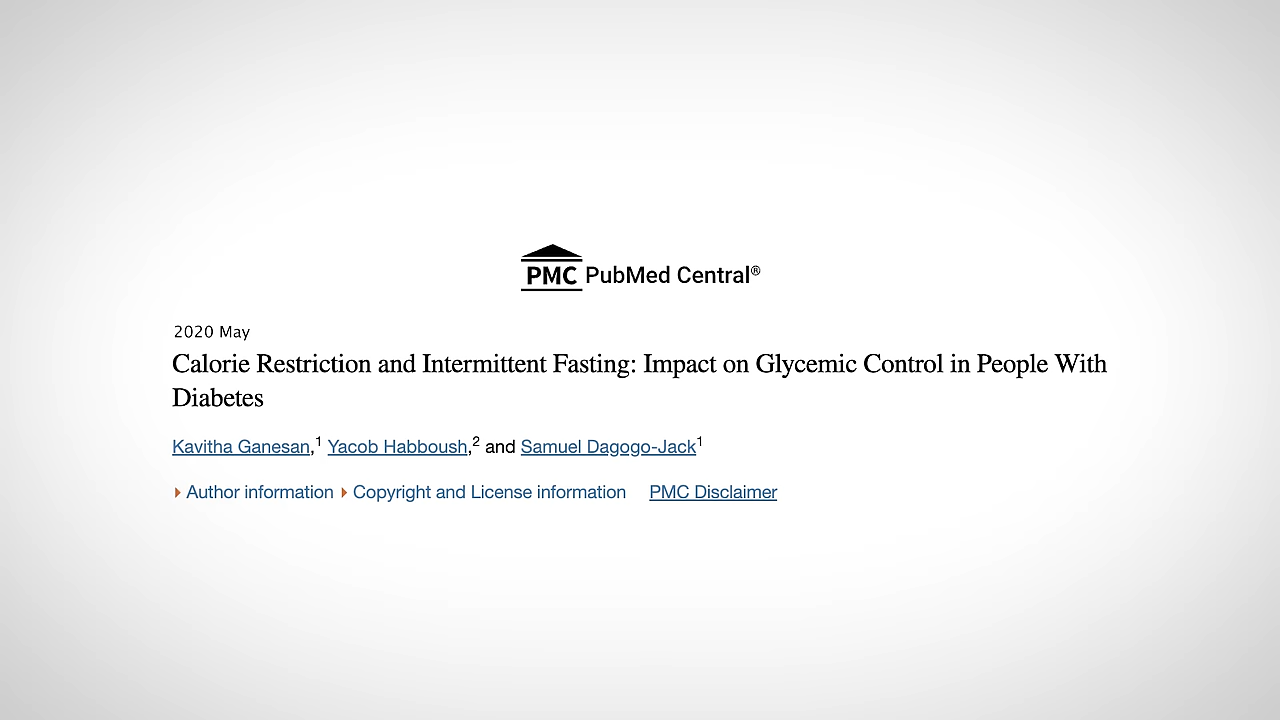 PMC PubMed Central®
2020 May
Calorie Restriction and Intermittent Fasting: Impact on Glycemic Control in People With
Diabetes
Kavitha Ganesan,1 Yacob Habboush,2 and Samuel Dagogo-Jack1
Author information Copyright and License information PMC Disclaimer